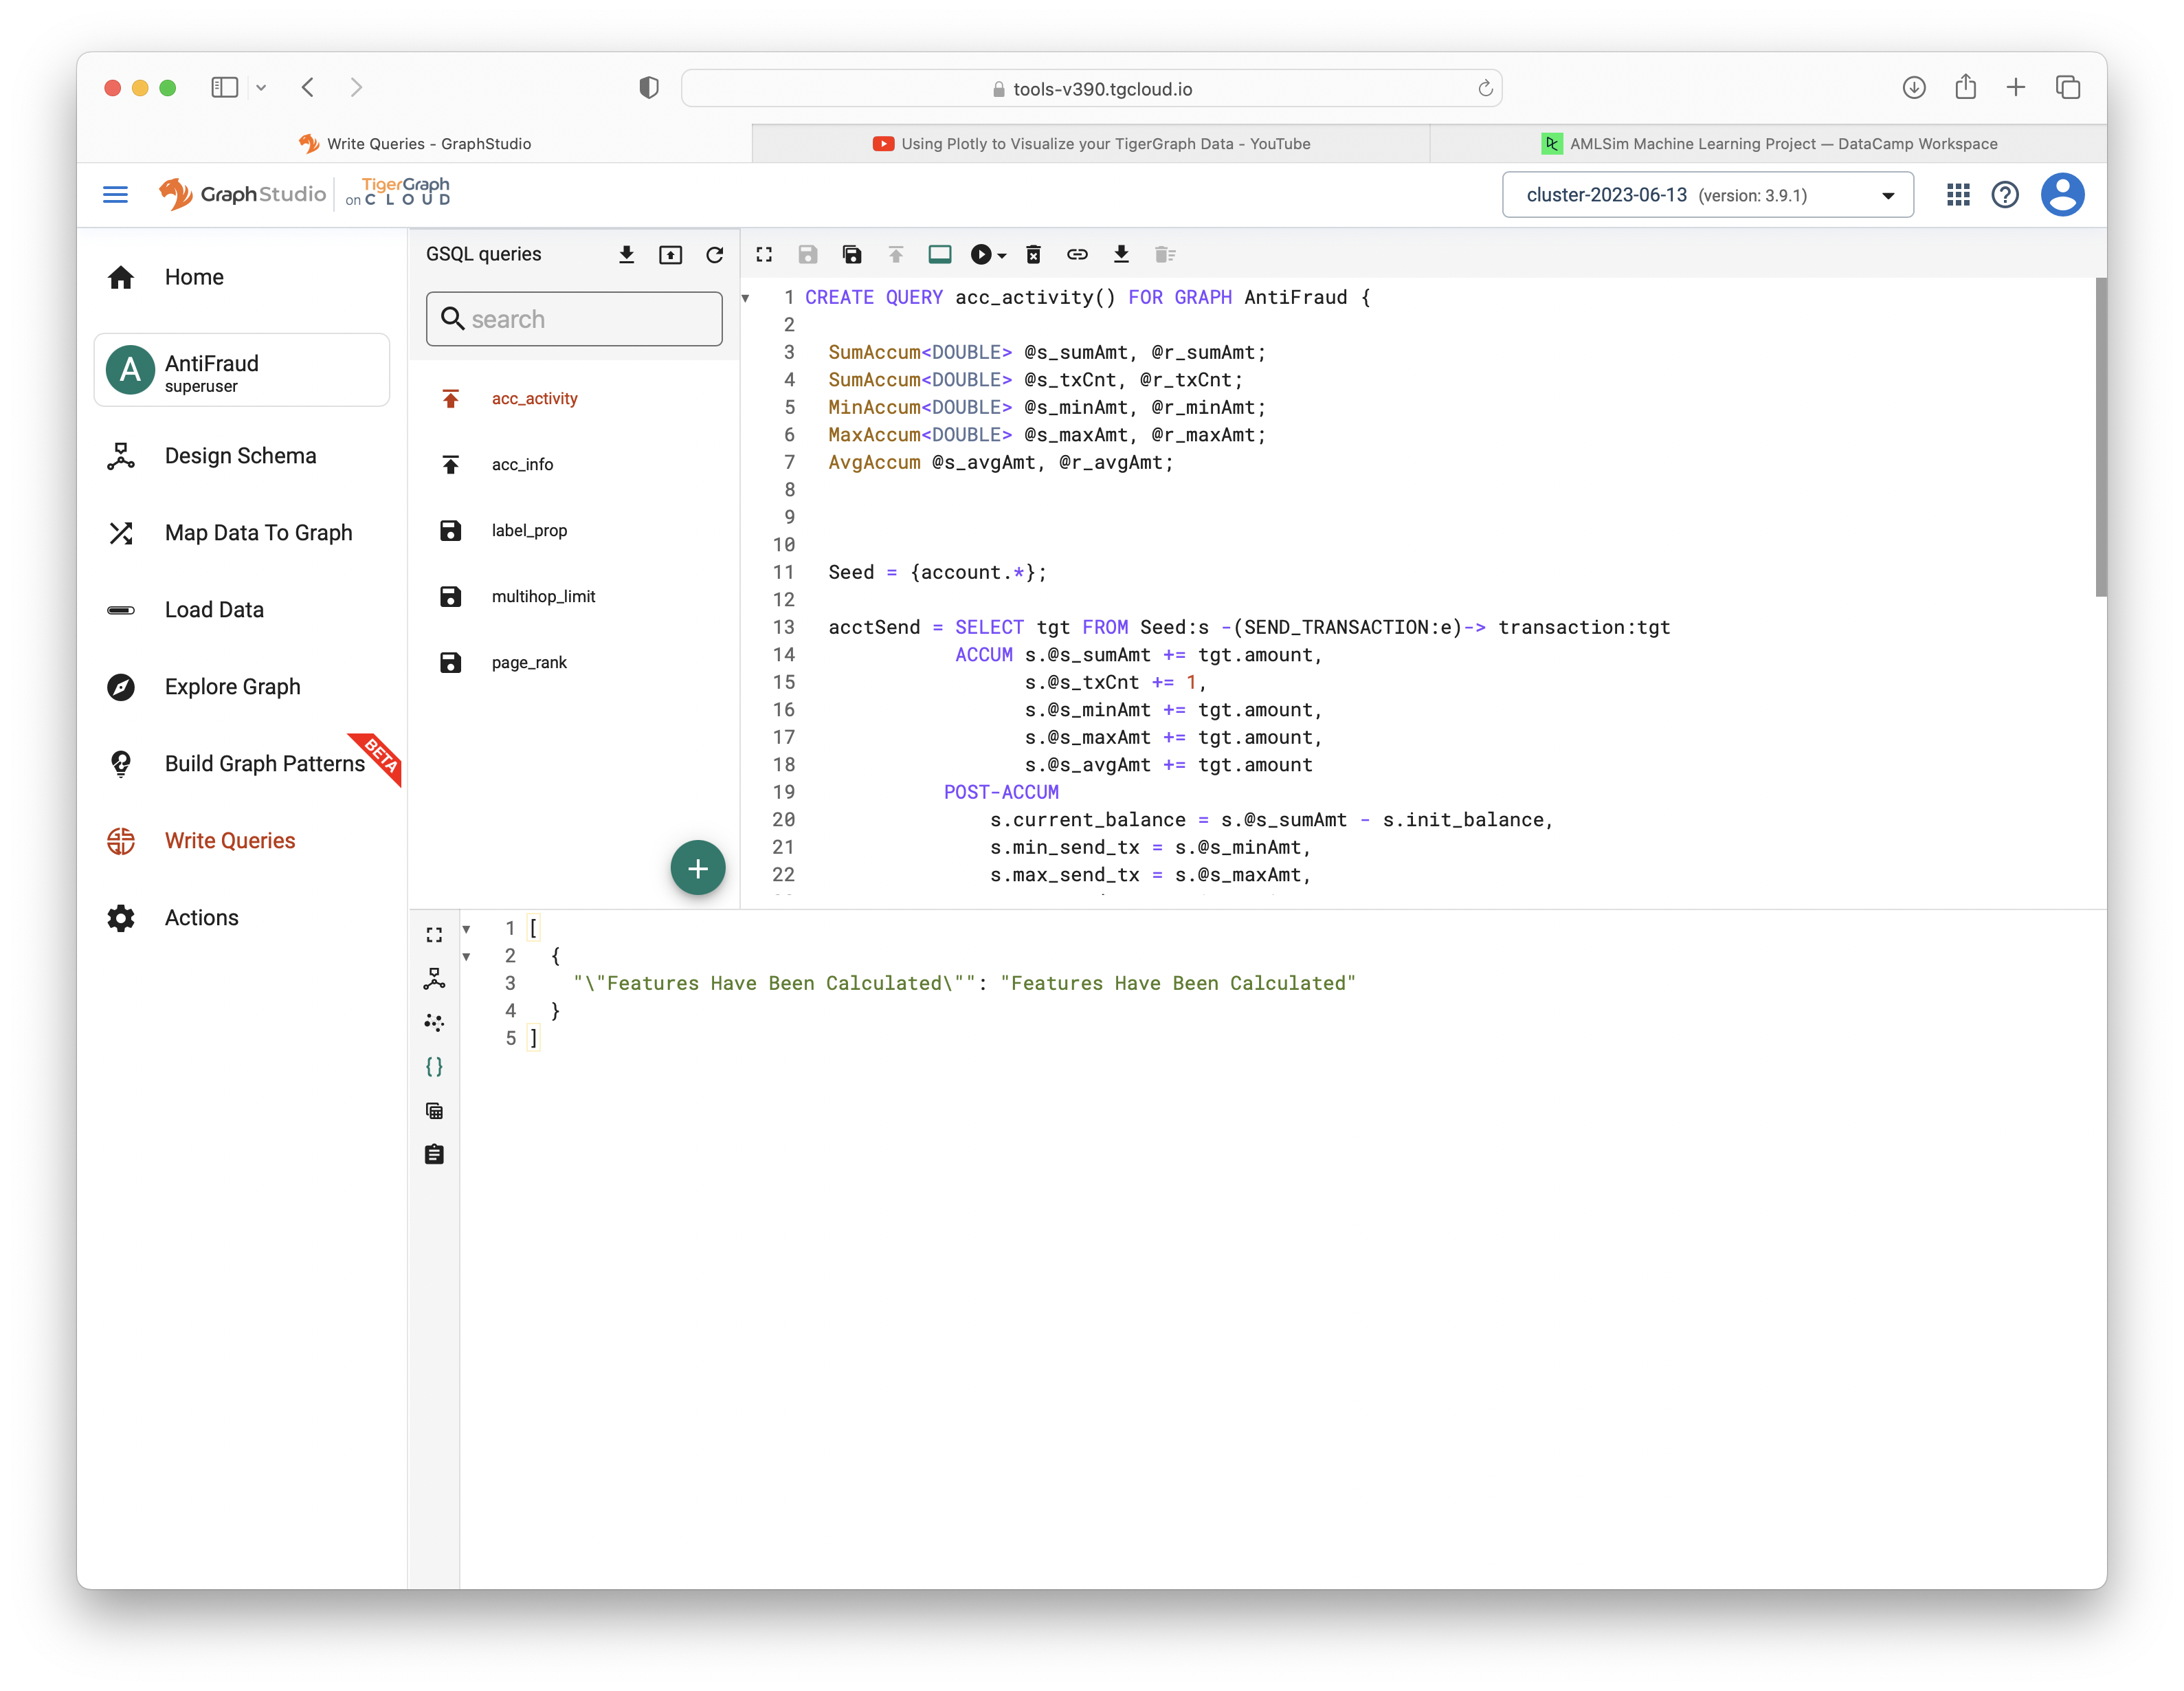 tools-v390.tgcloud.io
Write Queries - GraphStudio
Using Plotly to Visualize your TigerGraph Data - YouTube
AMLSim Machine Learning Project — DataCamp Workspace
GraphStudio
TigerGraph
on CLOUD
cluster-2023-06-13 (version: 3.9.1)
Home
A
AntiFraud
superuser
Design Schema
Map Data To Graph
Load Data
Explore Graph
Build Graph Patterns
BETA
Write Queries
Actions
GSQL queries
search
acc_activity
acc_info
label_prop
multihop_limit
page_rank
1 CREATE QUERY acc_activity() FOR GRAPH AntiFraud {
2
3 SumAccum<DOUBLE> @s_sumAmt, @r_sumAmt;
4 SumAccum<DOUBLE> @s_txCnt, @r_txCnt;
5 MinAccum<DOUBLE> @s_minAmt, @r_minAmt;
6 MaxAccum<DOUBLE> @s_maxAmt, @r_maxAmt;
7 AvgAccum @s_avgAmt, @r_avgAmt;
8
9
10
11 Seed = {account.*};
12
13 acctSend = SELECT tgt FROM Seed:s -(SEND_TRANSACTION:e)-> transaction:tgt
14 ACCUM s.@s_sumAmt += tgt.amount,
15 s.@s_txCnt += 1,
16 s.@s_minAmt += tgt.amount,
17 s.@s_maxAmt += tgt.amount,
18 s.@s_avgAmt += tgt.amount
19 POST-ACCUM
20 s.current_balance = s.@s_sumAmt - s.init_balance,
21 s.min_send_tx = s.@s_minAmt,
22 s.max_send_tx = s.@s_maxAmt,
1 [
2 {
3 "\"Features Have Been Calculated\"": "Features Have Been Calculated"
4 }
5 ]